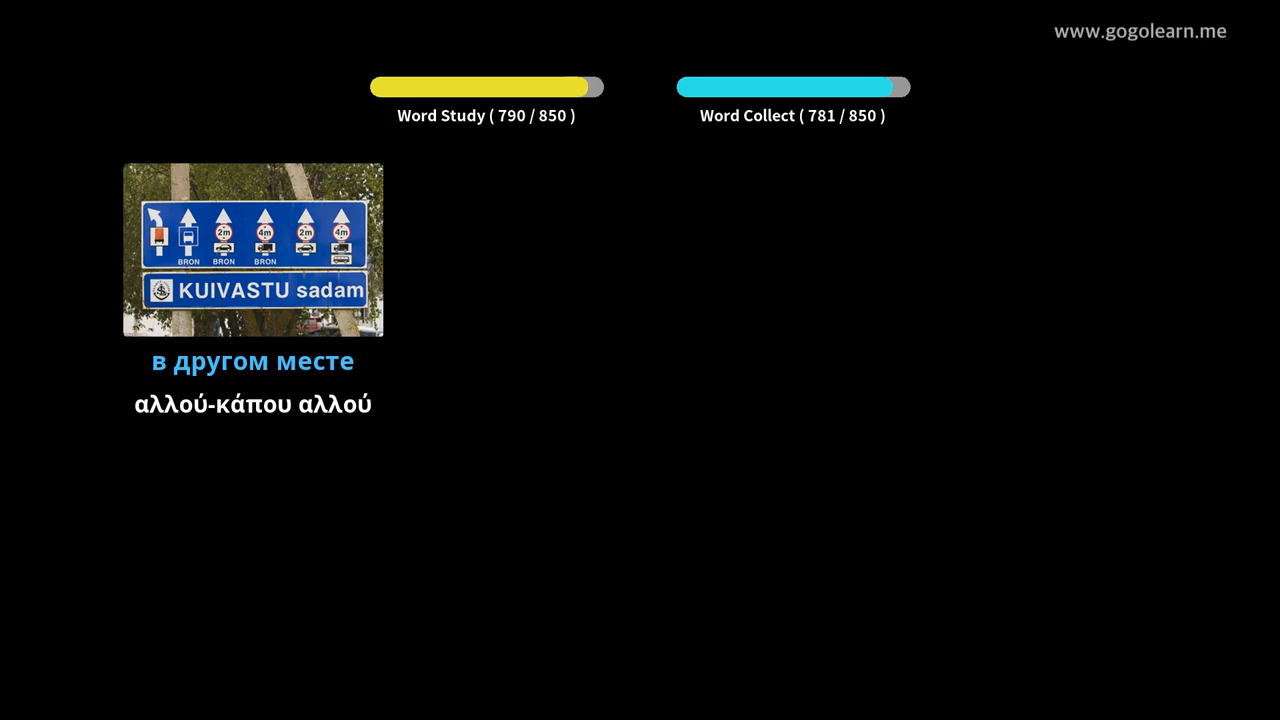 www.gogolearn.me
Word Study ( 790 / 850 )
Word Collect ( 781 / 850 )
2m 4m 2m 4m
BRON BRON BRON
KUIVASTU sadam
в другом месте
αλλού-κάπου αλλού